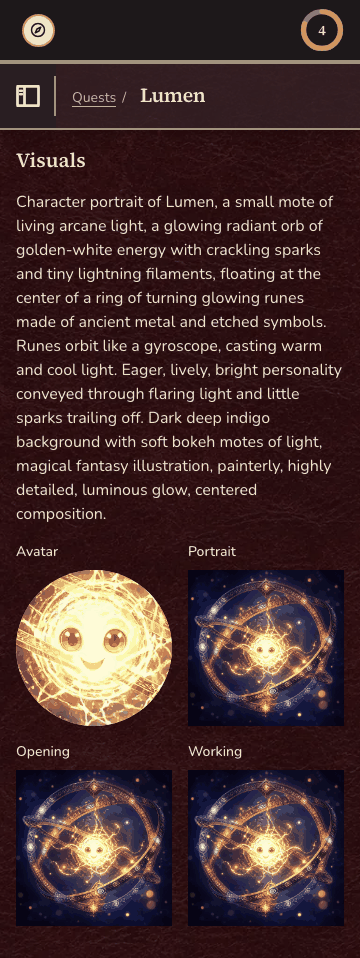 4
Quests / Lumen
Visuals
Character portrait of Lumen, a small mote of
living arcane light, a glowing radiant orb of
golden-white energy with crackling sparks
and tiny lightning filaments, floating at the
center of a ring of turning glowing runes
made of ancient metal and etched symbols.
Runes orbit like a gyroscope, casting warm
and cool light. Eager, lively, bright personality
conveyed through flaring light and little
sparks trailing off. Dark deep indigo
background with soft bokeh motes of light,
magical fantasy illustration, painterly, highly
detailed, luminous glow, centered
composition.
Avatar
Portrait
Opening
Working